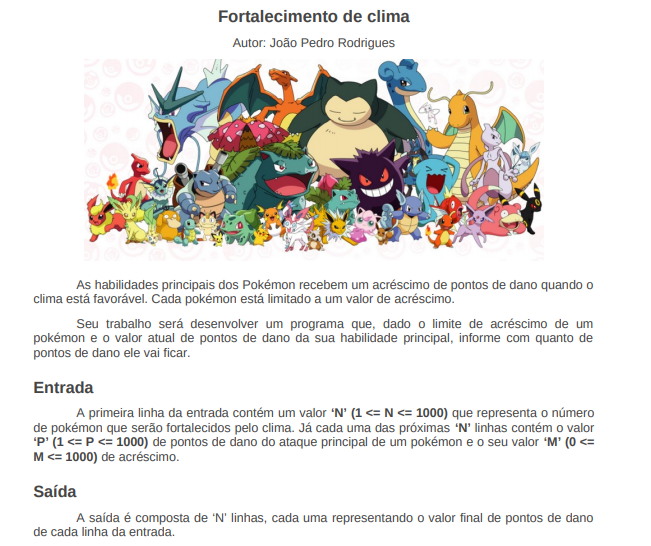 Fortalecimento de clima
Autor: João Pedro Rodrigues
As habilidades principais dos Pokémon recebem um acréscimo de pontos de dano quando o
clima está favorável. Cada pokémon está limitado a um valor de acréscimo.
Seu trabalho será desenvolver um programa que, dado o limite de acréscimo de um
pokémon e o valor atual de pontos de dano da sua habilidade principal, informe com quanto de
pontos de dano ele vai ficar.
Entrada
A primeira linha da entrada contém um valor ‘N’ (1 <= N <= 1000) que representa o número
de pokémon que serão fortalecidos pelo clima. Já cada uma das próximas ‘N’ linhas contém o valor
‘P’ (1 <= P <= 1000) de pontos de dano do ataque principal de um pokémon e o seu valor ‘M’ (0 <=
M <= 1000) de acréscimo.
Saída
A saída é composta de ‘N’ linhas, cada uma representando o valor final de pontos de dano
de cada linha da entrada.